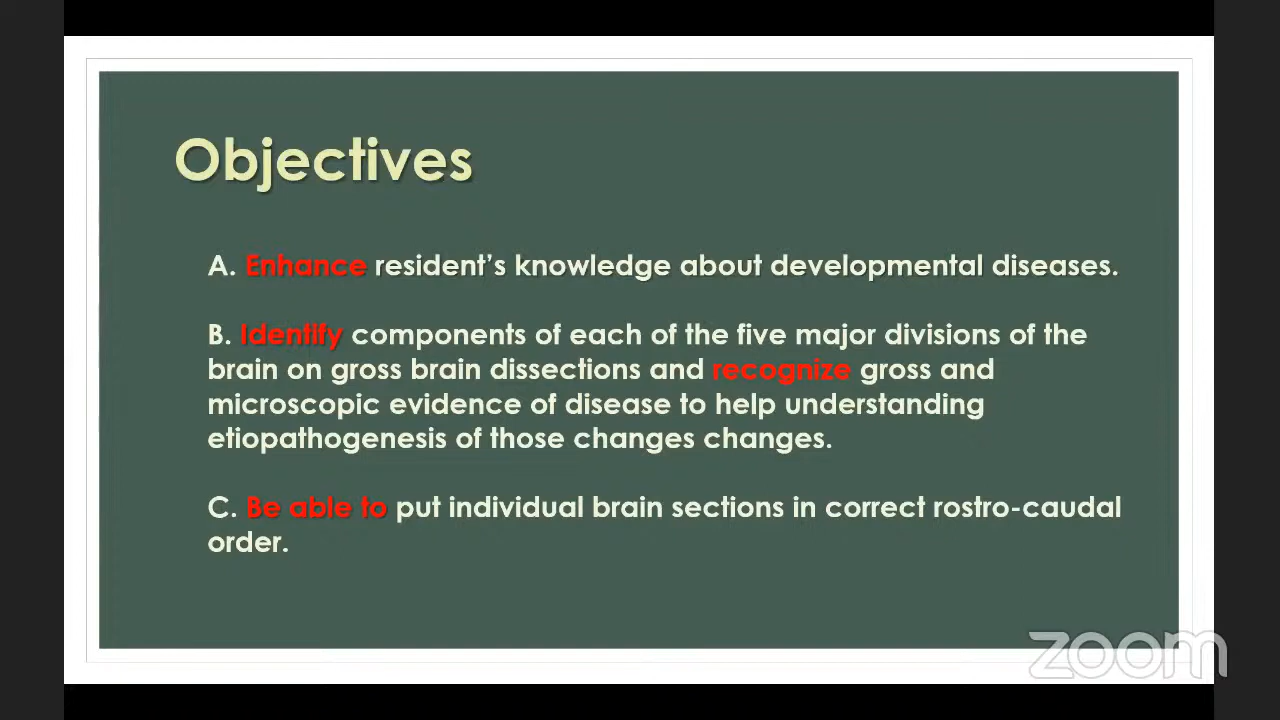 Objectives
A. Enhance resident's knowledge about developmental diseases.
B. Identify components of each of the five major divisions of the
brain on gross brain dissections and recognize gross and
microscopic evidence of disease to help understanding
etiopathogenesis of those changes changes.
C. Be able to put individual brain sections in correct rostro-caudal
order.
zoom